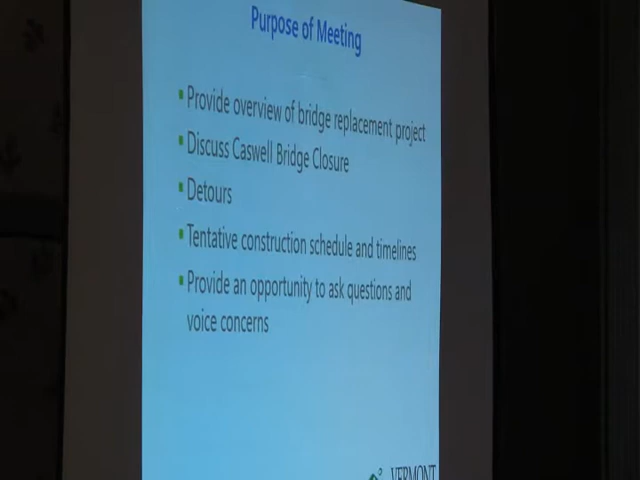 Purpose of Meeting
Provide overview of bridge replacement project
Discuss Caswell Bridge Closure
Detours
Tentative construction schedule and timelines
Provide an opportunity to ask questions and
voice concerns
VERMONT